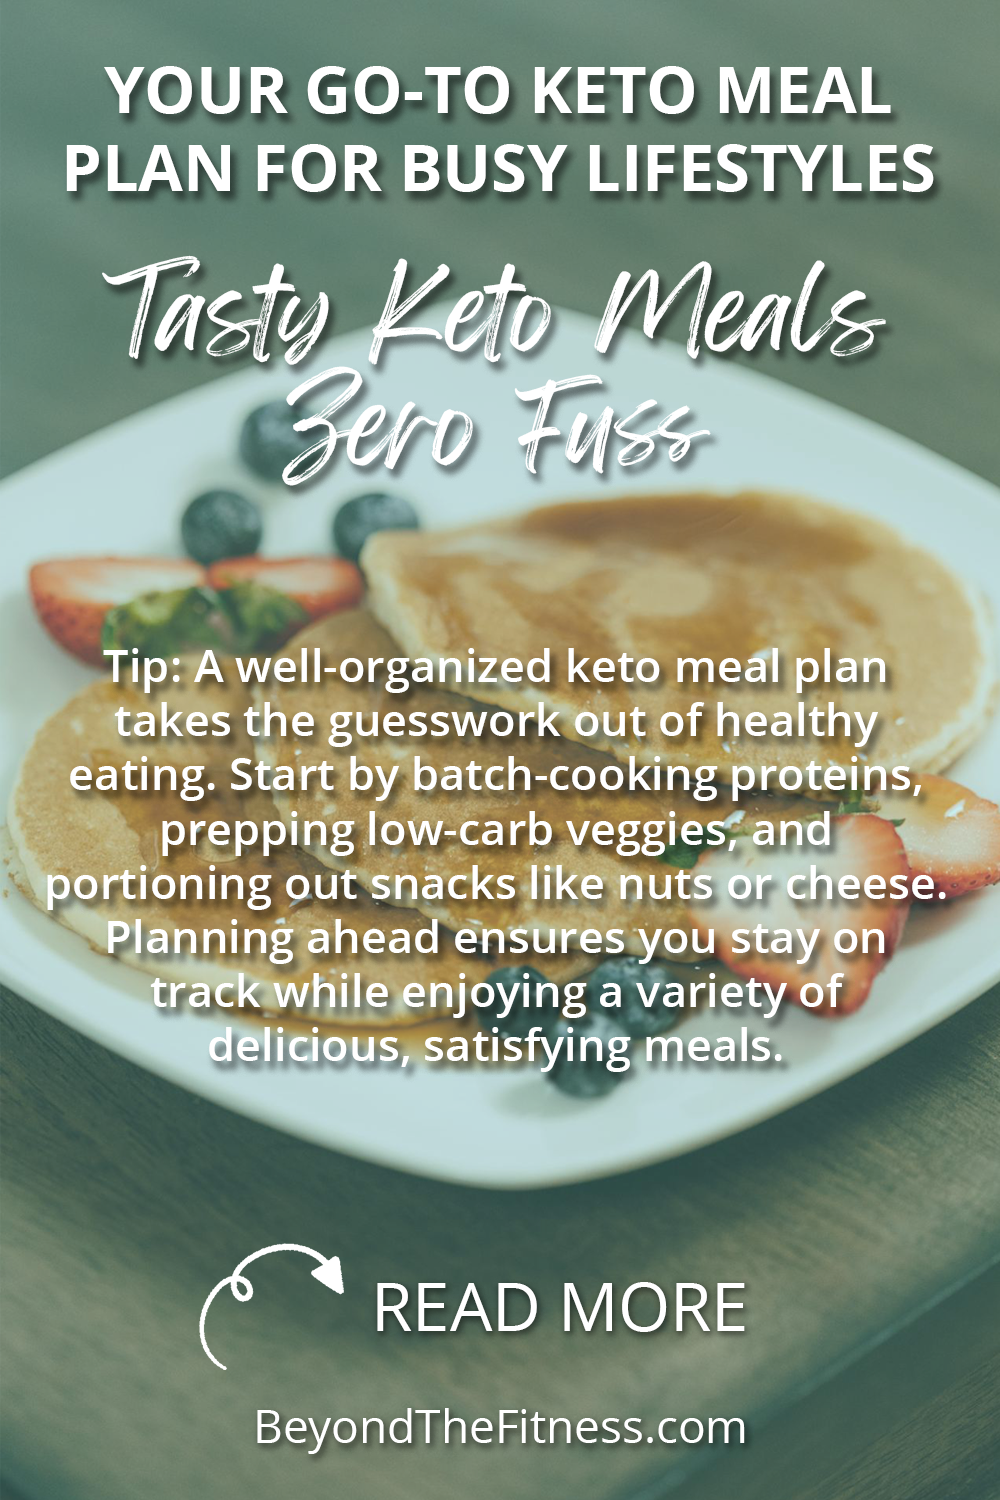 YOUR GO-TO KETO MEAL
PLAN FOR BUSY LIFESTYLES
Tasty Keto Meals
Zero Fuss
Tip: A well-organized keto meal plan
takes the guesswork out of healthy
eating. Start by batch-cooking proteins,
prepping low-carb veggies, and
portioning out snacks like nuts or cheese.
Planning ahead ensures you stay on
track while enjoying a variety of
delicious, satisfying meals.
READ MORE
BeyondTheFitness.com